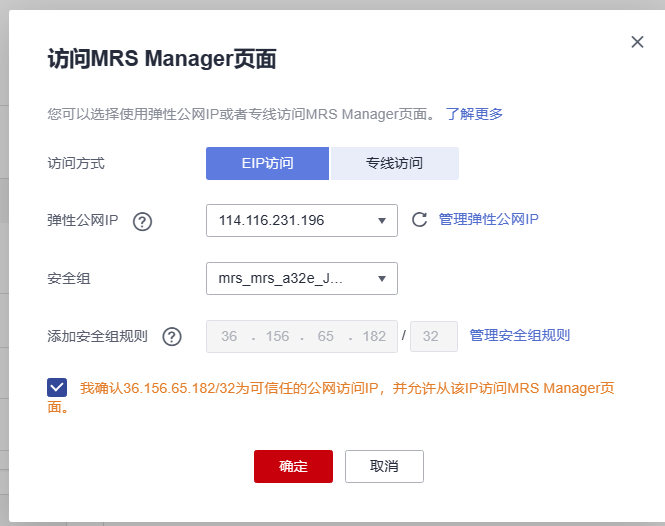 访问MRS Manager页面
您可以选择使用弹性公网IP或者专线访问MRS Manager页面。 了解更多
访问方式 EIP访问 专线访问
弹性公网IP ? 114.116.231.196 管理弹性公网IP
安全组 mrs_mrs_a32e_J...
添加安全组规则 ? 36 . 156 . 65 . 182 / 32 管理安全组规则
我确认36.156.65.182/32为可信任的公网访问IP，并允许从该IP访问MRS Manager页
面。
确定 取消